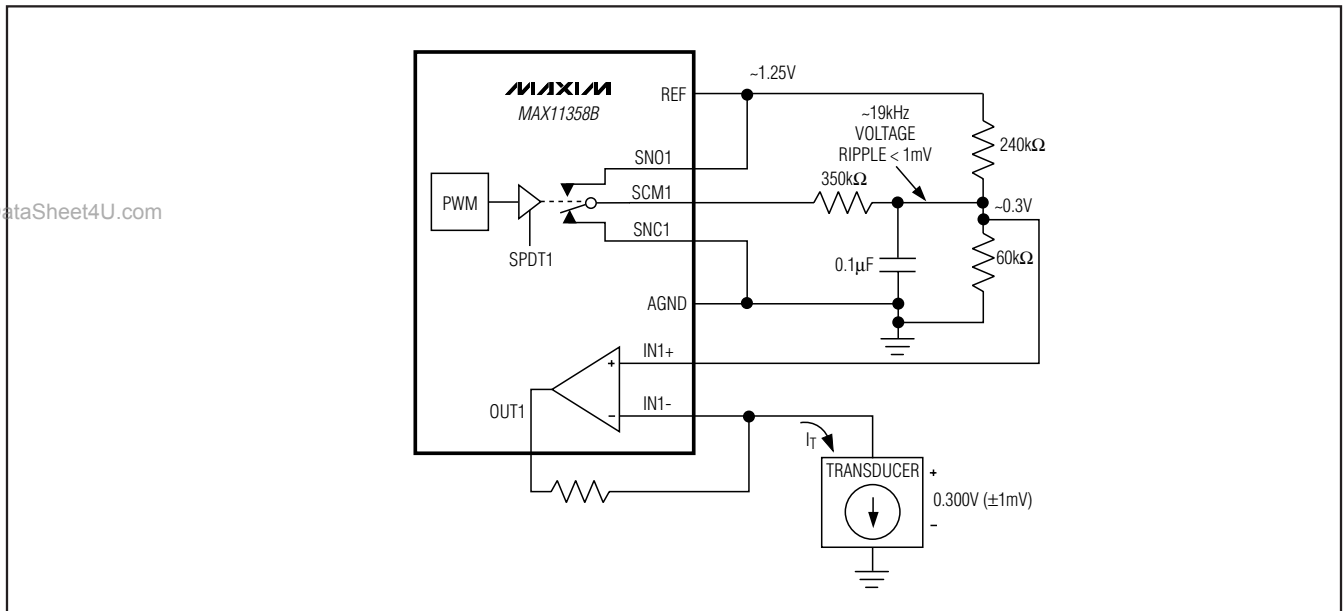 MAXIM
MAX11358B
REF
~1.25V
~19kHz
VOLTAGE
RIPPLE < 1mV
240kΩ
SNO1
350kΩ
PWM
SCM1
ataSheet4U.com
~0.3V
SNC1
SPDT1
0.1µF
60kΩ
AGND
IN1+
+
OUT1
−
IN1-
IT
TRANSDUCER
+
0.300V (±1mV)
−